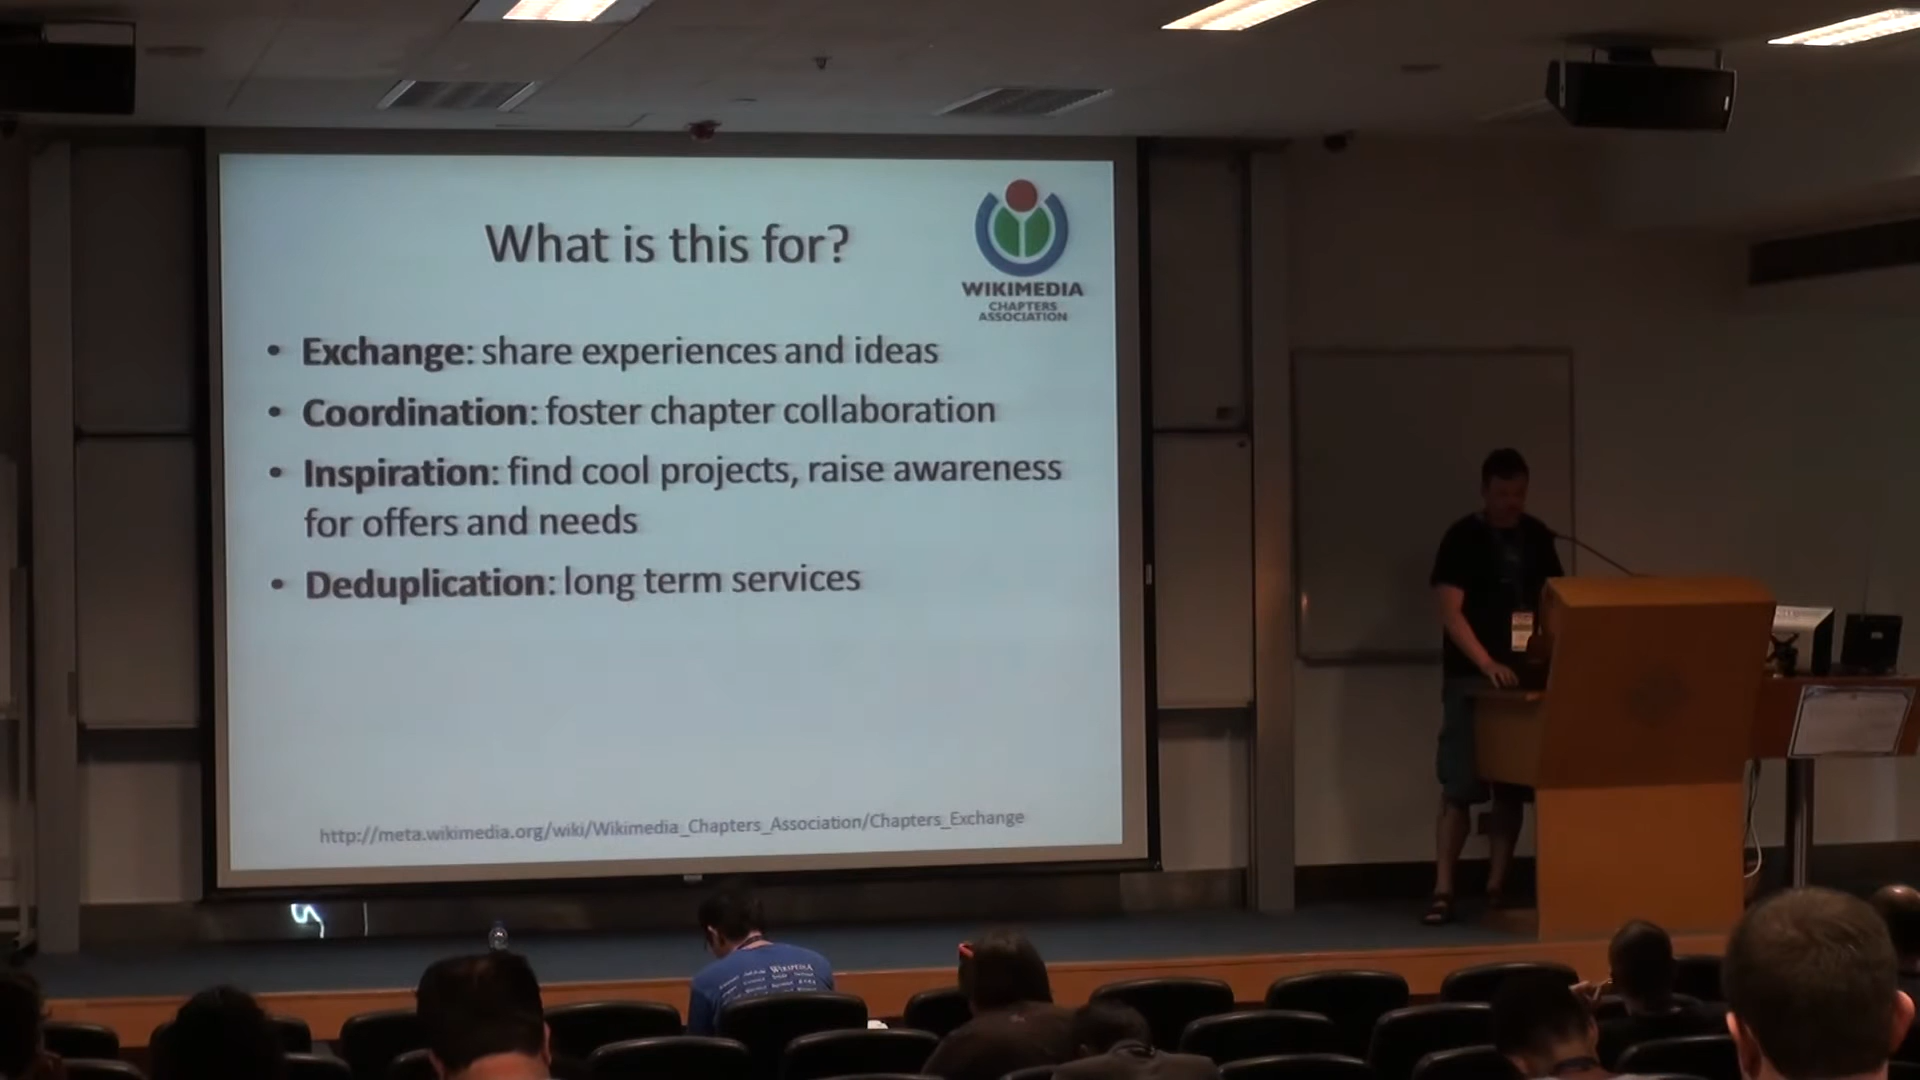 What is this for?
WIKIMEDIA
CHAPTERS
ASSOCIATION
• Exchange: share experiences and ideas
• Coordination: foster chapter collaboration
• Inspiration: find cool projects, raise awareness
for offers and needs
• Deduplication: long term services
http://meta.wikimedia.org/wiki/Wikimedia_Chapters_Association/Chapters_Exchange
WIKIPEDIA